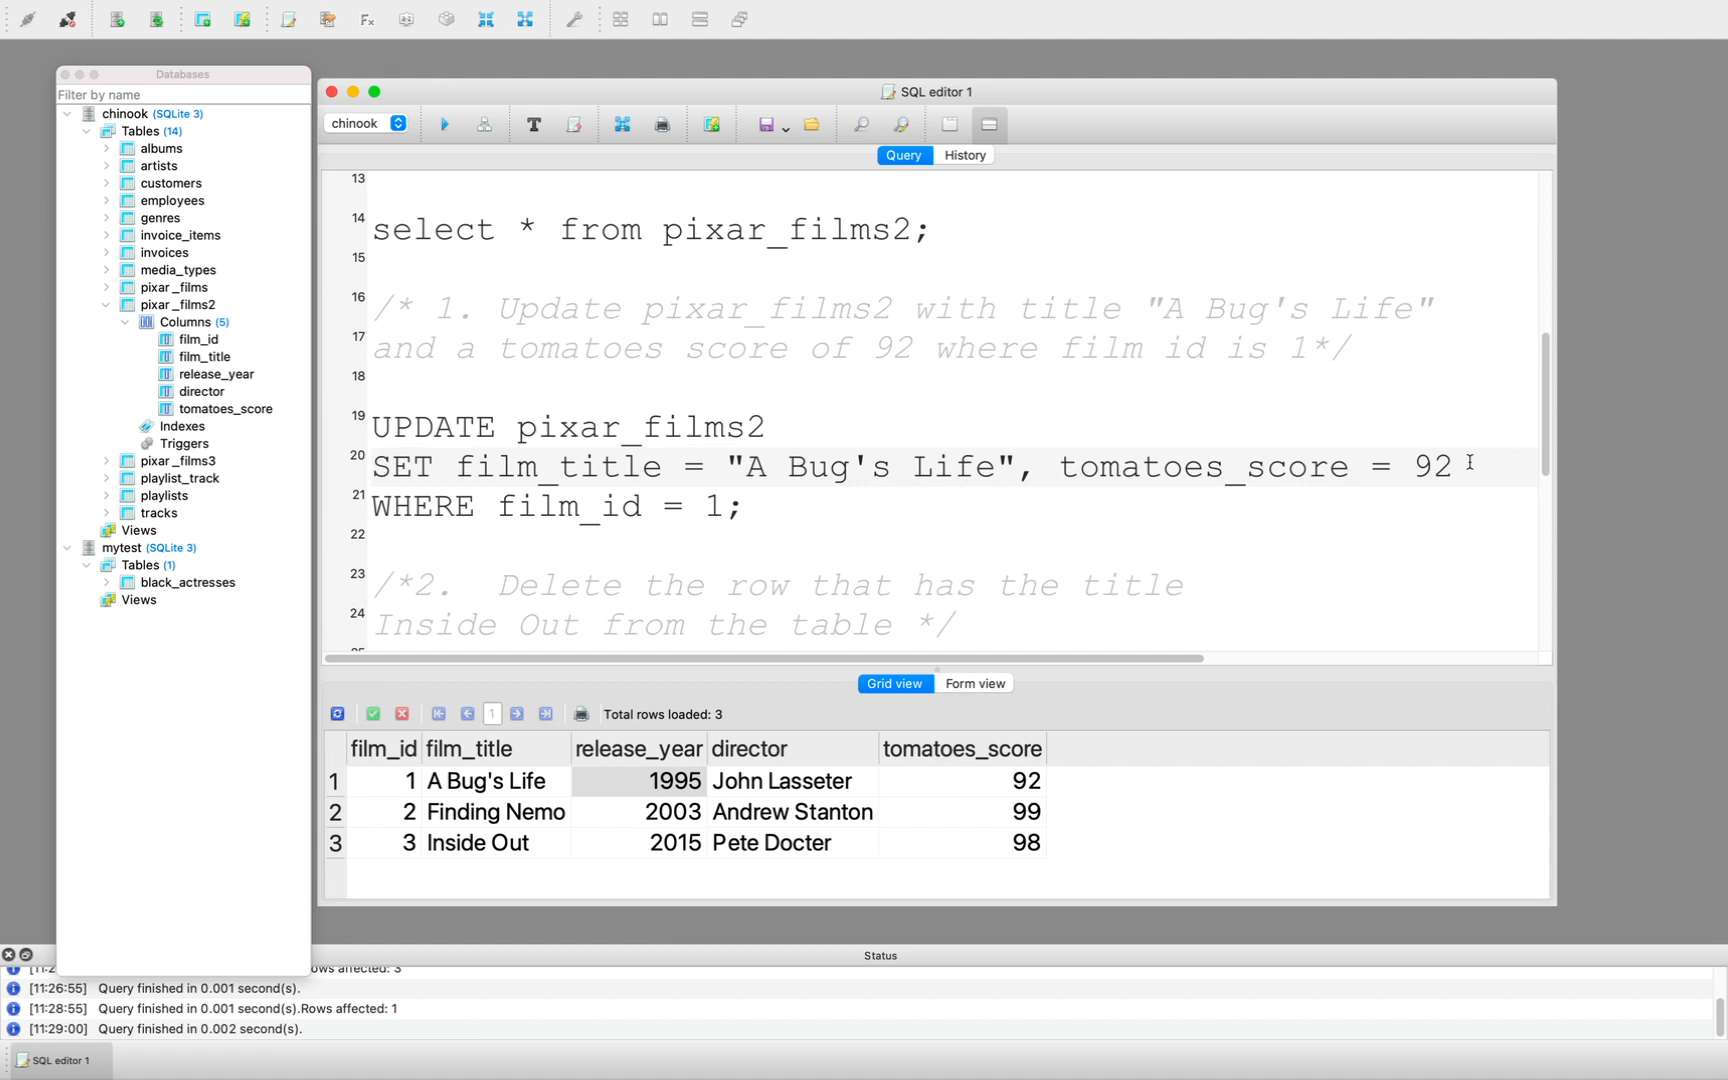 Databases
Filter by name
chinook (SQLite 3)
Tables (14)
albums
artists
customers
employees
genres
invoice_items
invoices
media_types
pixar_films
pixar_films2
Columns (5)
film_id
film_title
release_year
director
tomatoes_score
Indexes
Triggers
pixar_films3
playlist_track
playlists
tracks
Views
mytest (SQLite 3)
Tables (1)
black_actresses
Views
SQL editor 1
chinook
Query History
13
14 select * from pixar_films2;
15
16 /* 1. Update pixar_films2 with title "A Bug's Life"
17 and a tomatoes score of 92 where film id is 1*/
18
19 UPDATE pixar_films2
20 SET film_title = "A Bug's Life", tomatoes_score = 92
21 WHERE film_id = 1;
22
23 /*2. Delete the row that has the title
24 Inside Out from the table */
Grid view Form view
1 Total rows loaded: 3
film_id film_title release_year director tomatoes_score
1 1 A Bug's Life 1995 John Lasseter 92
2 2 Finding Nemo 2003 Andrew Stanton 99
3 3 Inside Out 2015 Pete Docter 98
Status
affected: 3
[11:26:55] Query finished in 0.001 second(s).
[11:28:55] Query finished in 0.001 second(s).Rows affected: 1
[11:29:00] Query finished in 0.002 second(s).
SQL editor 1